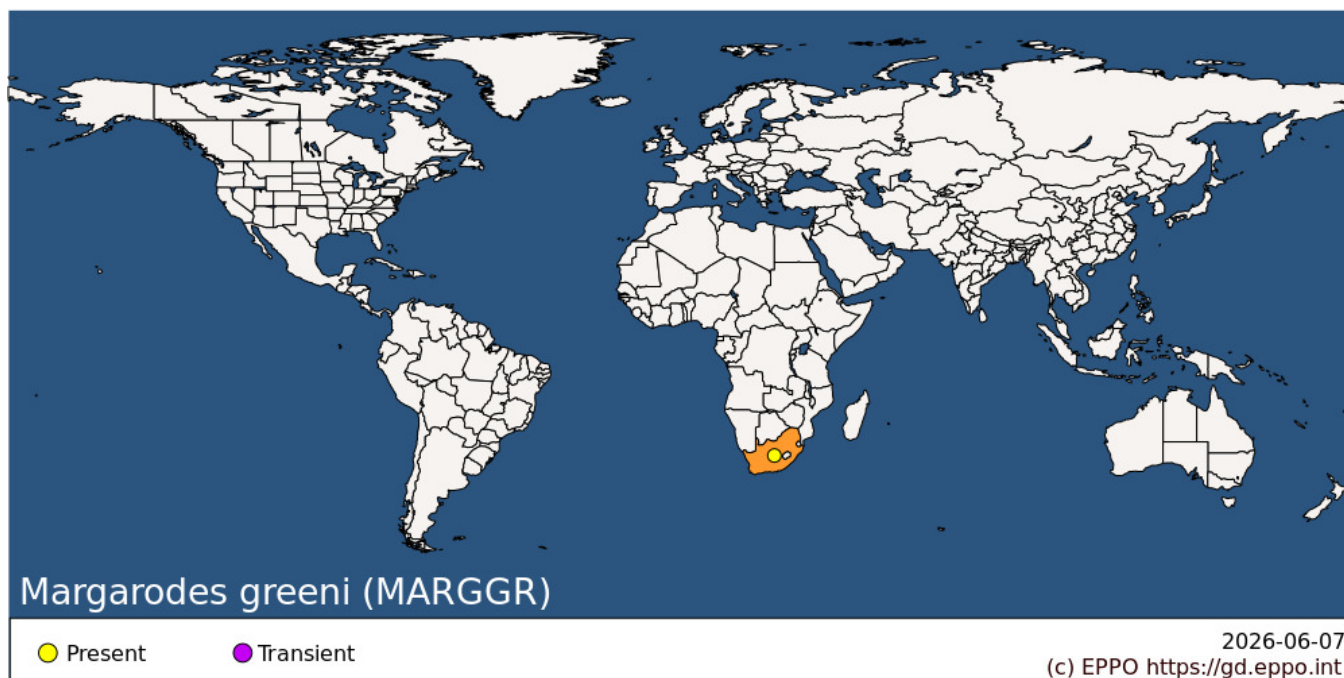 Margarodes greeni (MARGGR)
Present
Transient
2026-06-07
(c) EPPO https://gd.eppo.int